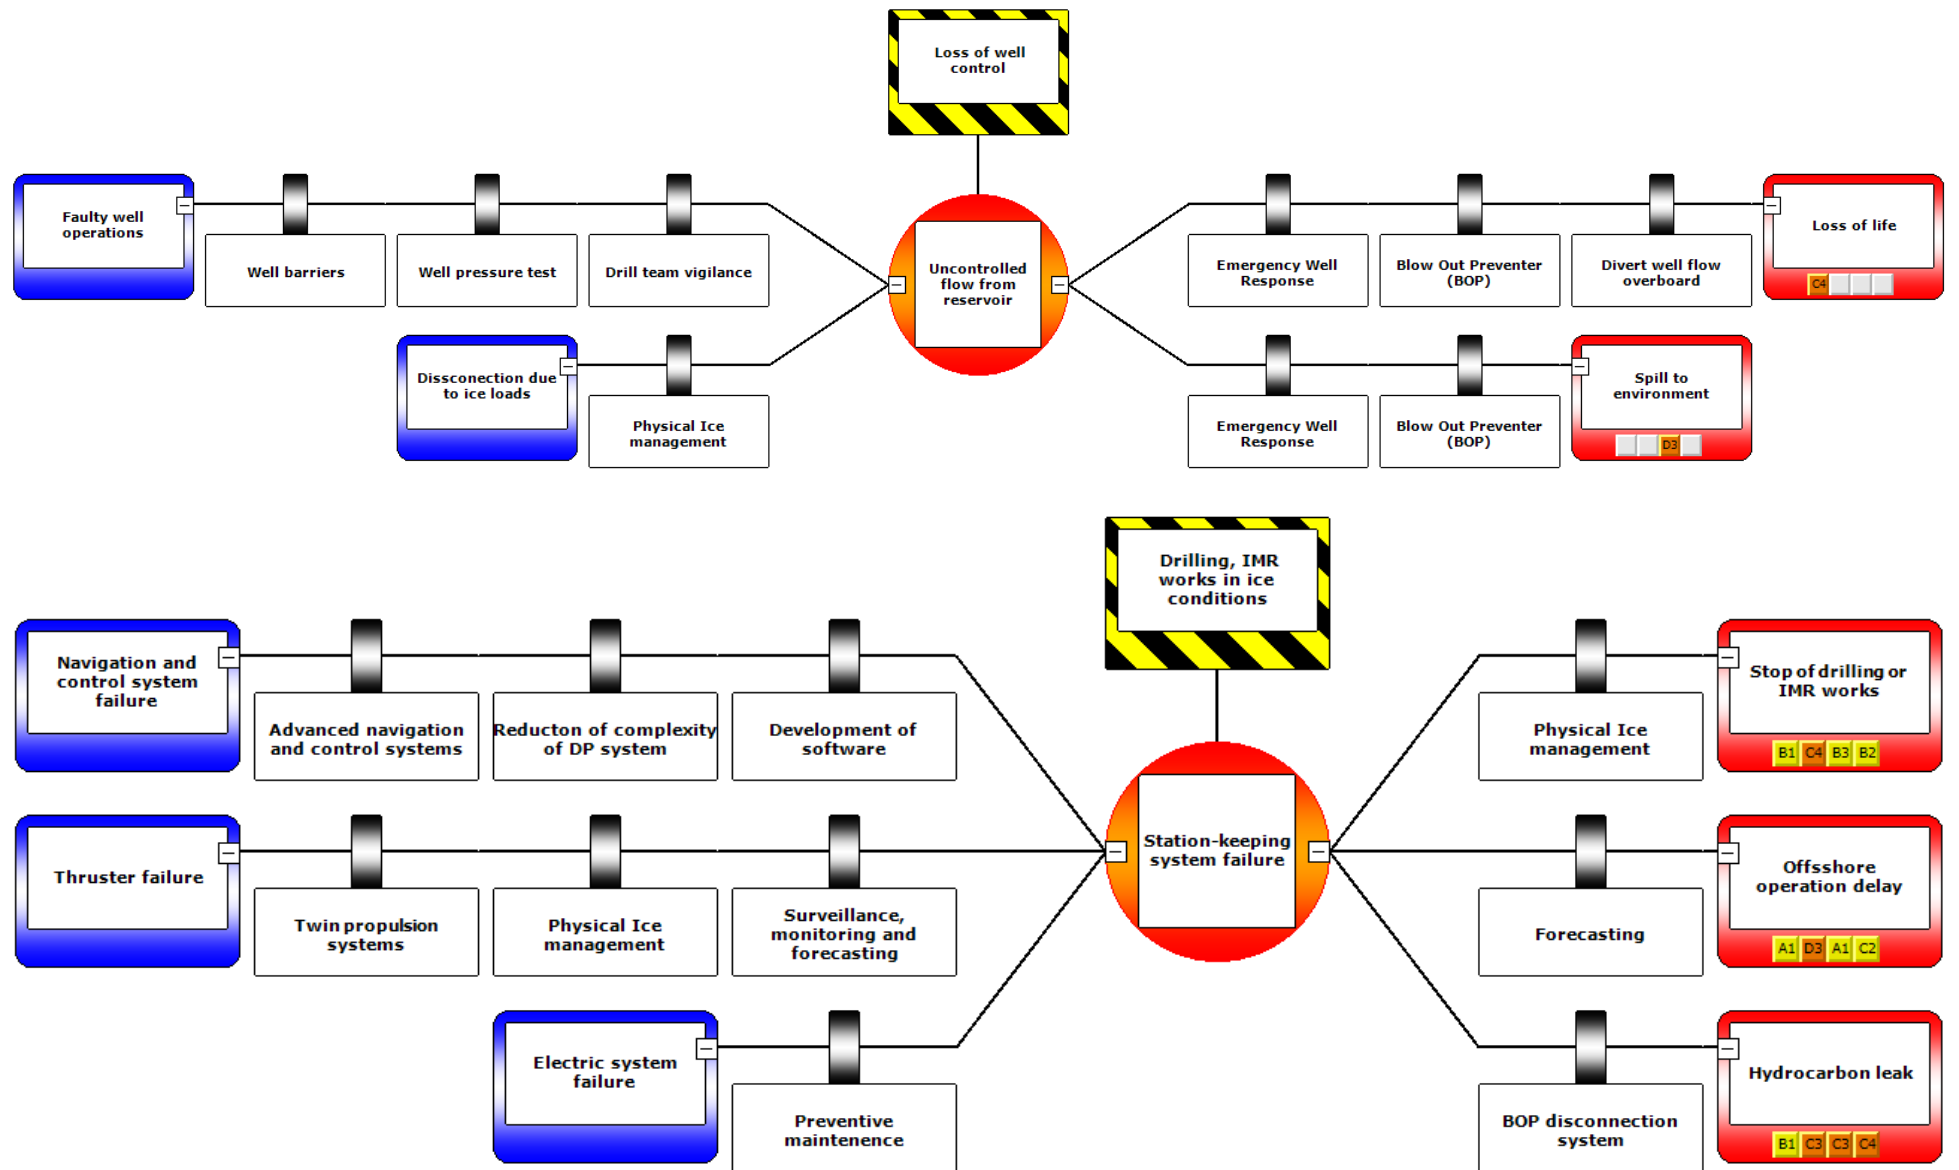 Loss of well
control
Faulty well
operations
Well barriers
Well pressure test
Drill team vigilance
Uncontrolled
flow from
reservoir
Emergency Well
Response
Blow Out Preventer
(BOP)
Divert well flow
overboard
Loss of life
C4
Dissconection due
to ice loads
Physical Ice
management
Emergency Well
Response
Blow Out Preventer
(BOP)
Spill to
environment
D3
Drilling, IMR
works in ice
conditions
Navigation and
control system
failure
Advanced navigation
and control systems
Reducton of complexity
of DP system
Development of
software
Physical Ice
management
Stop of drilling or
IMR works
B1 C4 B3 B2
Thruster failure
Twin propulsion
systems
Physical Ice
management
Surveillance,
monitoring and
forecasting
Station-keeping
system failure
Forecasting
Offsshore
operation delay
A1 D3 A1 C2
Electric system
failure
Preventive
maintenence
BOP disconnection
system
Hydrocarbon leak
B1 C3 C3 C4